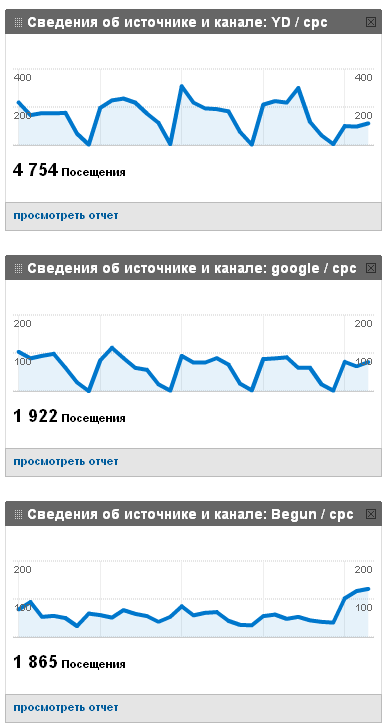 Сведения об источнике и канале: YD / cpc
400 400
200 200
4 754 Посещения
просмотреть отчет
Сведения об источнике и канале: google / cpc
200 200
100 100
1 922 Посещения
просмотреть отчет
Сведения об источнике и канале: Begun / cpc
200 200
100 100
1 865 Посещения
просмотреть отчет